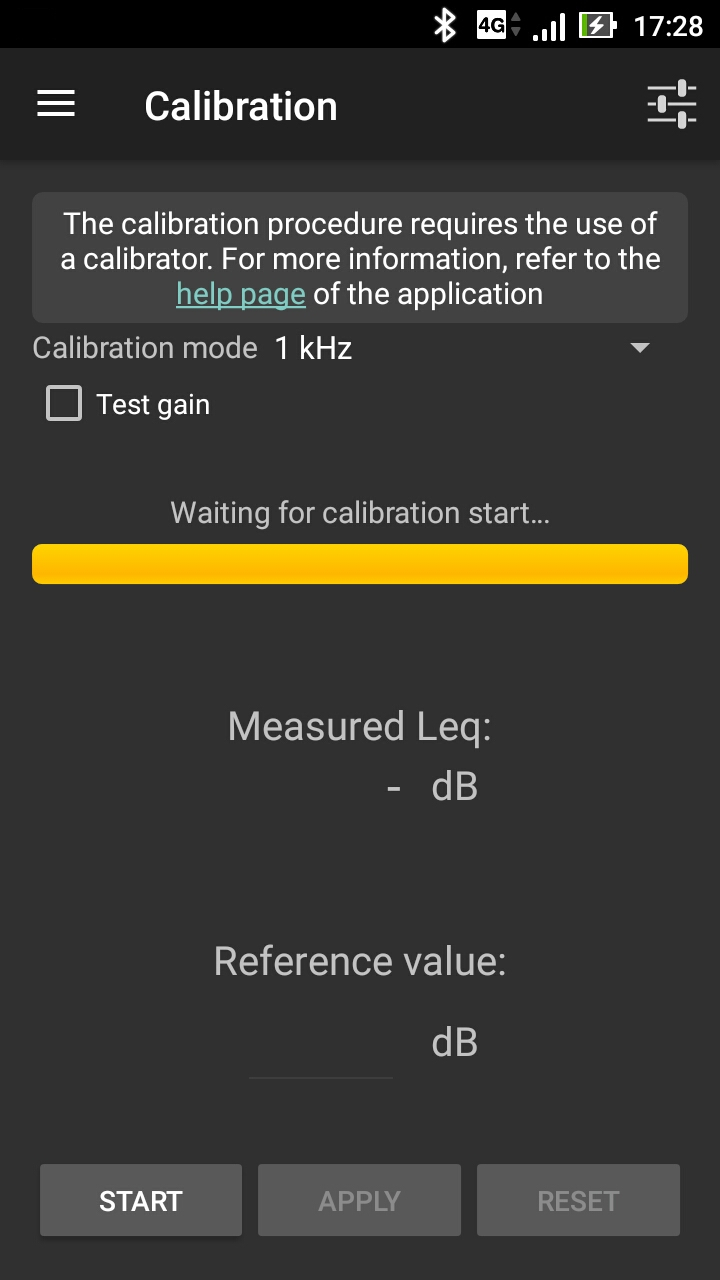 4G 17:28
Calibration
The calibration procedure requires the use of
a calibrator. For more information, refer to the
help page of the application
Calibration mode 1 kHz
Test gain
Waiting for calibration start...
Measured Leq:
- dB
Reference value:
dB
START APPLY RESET